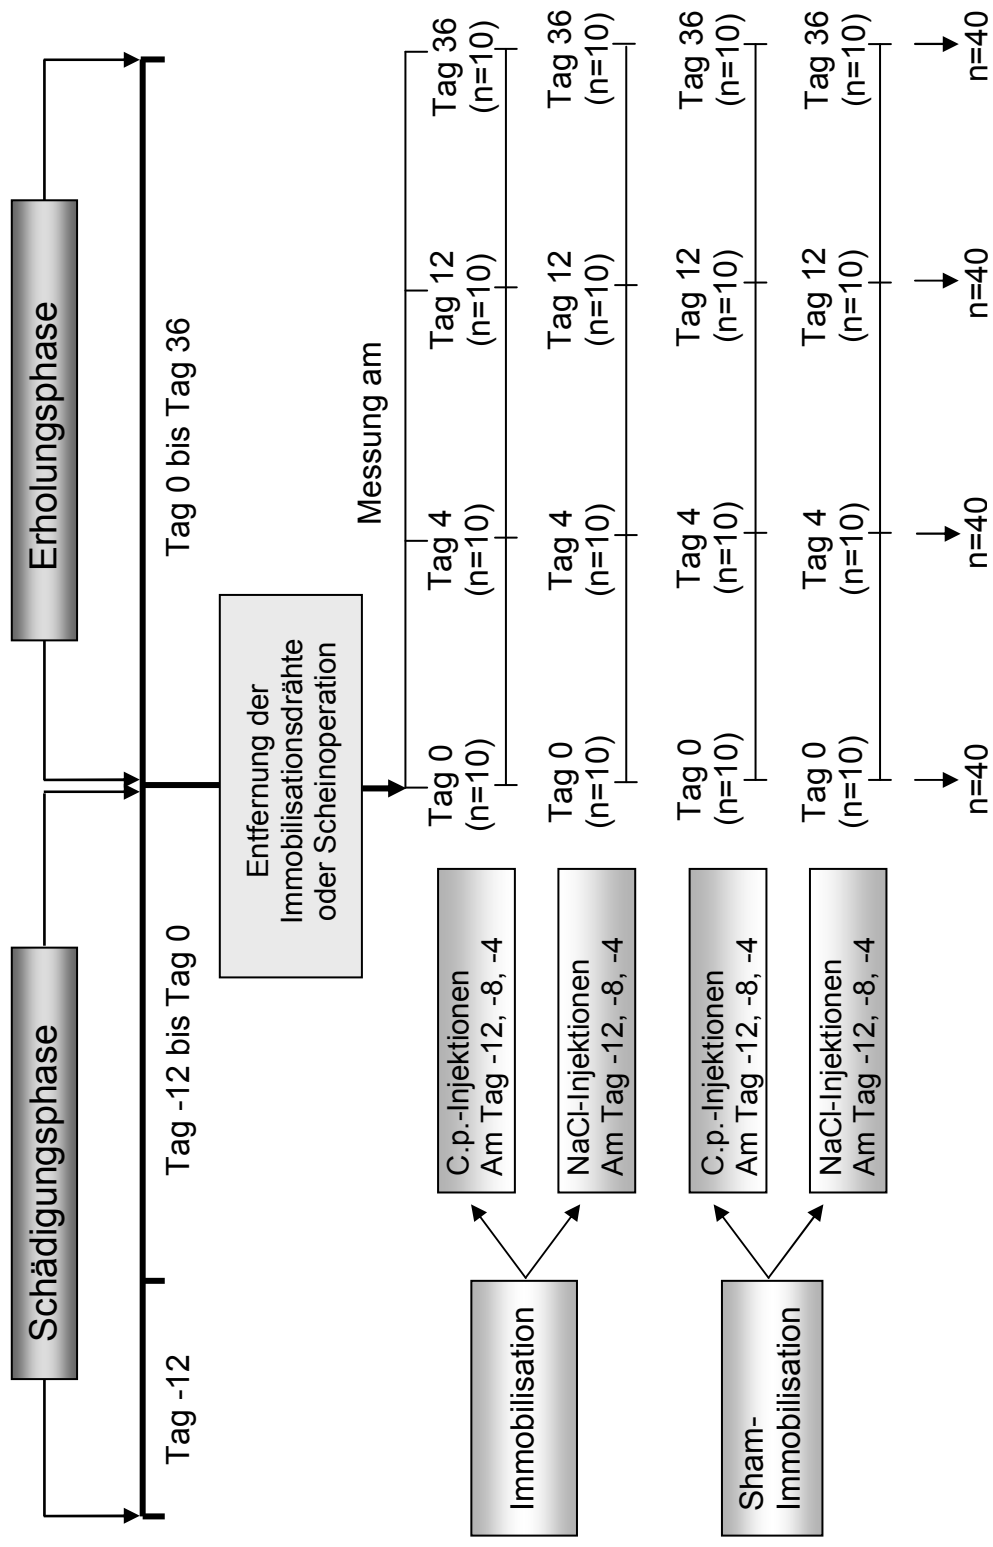 Schädigungsphase
Erholungsphase
Tag -12
Tag -12 bis Tag 0
Tag 0 bis Tag 36
Entfernung der
Immobilisationsdrähte
oder Scheinoperation
Messung am
Immobilisation
C.p.-Injektionen
Am Tag -12, -8, -4
Tag 0
(n=10)
Tag 4
(n=10)
Tag 12
(n=10)
Tag 36
(n=10)
NaCl-Injektionen
Am Tag -12, -8, -4
Tag 0
(n=10)
Tag 4
(n=10)
Tag 12
(n=10)
Tag 36
(n=10)
Sham-
Immobilisation
C.p.-Injektionen
Am Tag -12, -8, -4
Tag 0
(n=10)
Tag 4
(n=10)
Tag 12
(n=10)
Tag 36
(n=10)
NaCl-Injektionen
Am Tag -12, -8, -4
Tag 0
(n=10)
Tag 4
(n=10)
Tag 12
(n=10)
Tag 36
(n=10)
n=40
n=40
n=40
n=40